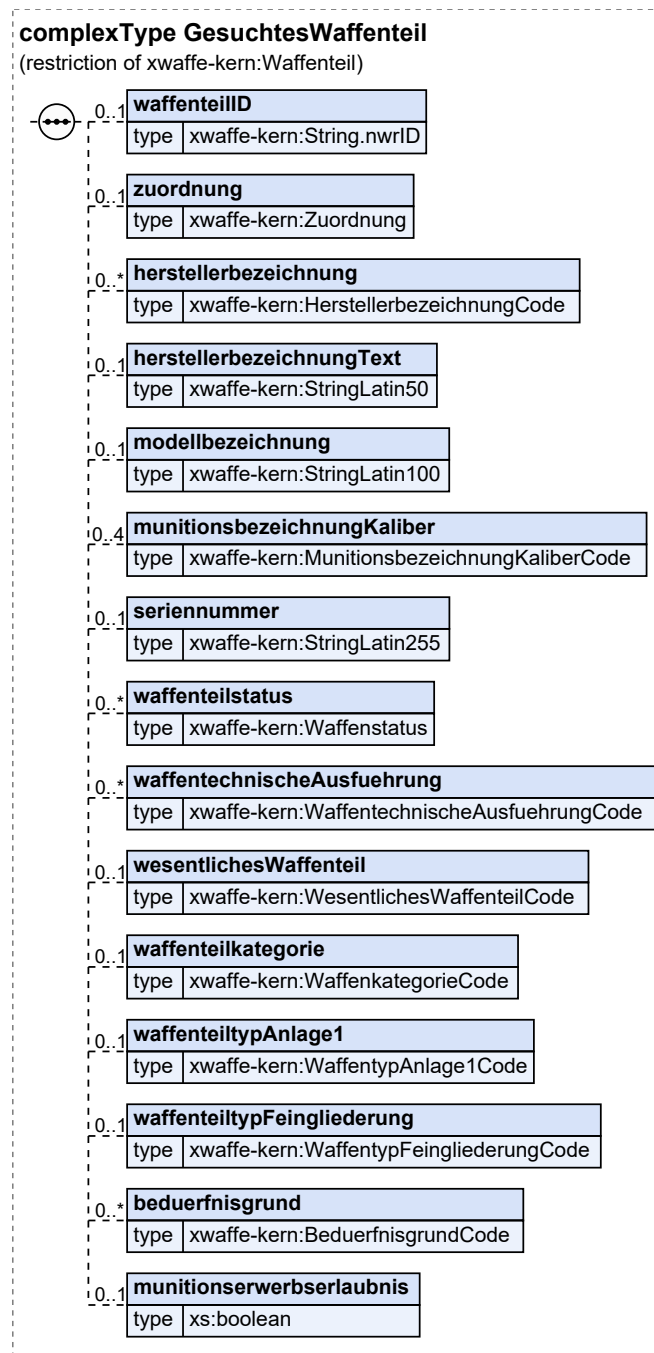 complexType GesuchtesWaffenteil
(restriction of xwaffe-kern:Waffenteil)
0..1 waffenteilID
type xwaffe-kern:String.nwrID
0..1 zuordnung
type xwaffe-kern:Zuordnung
0..* herstellerbezeichnung
type xwaffe-kern:HerstellerbezeichnungCode
0..1 herstellerbezeichnungText
type xwaffe-kern:StringLatin50
0..1 modellbezeichnung
type xwaffe-kern:StringLatin100
0..4 munitionsbezeichnungKaliber
type xwaffe-kern:MunitionsbezeichnungKaliberCode
0..1 seriennummer
type xwaffe-kern:StringLatin255
0..* waffenteilstatus
type xwaffe-kern:Waffenstatus
0..* waffentechnischeAusfuehrung
type xwaffe-kern:WaffentechnischeAusfuehrungCode
0..1 wesentlichesWaffenteil
type xwaffe-kern:WesentlichesWaffenteilCode
0..1 waffenteilkategorie
type xwaffe-kern:WaffenkategorieCode
0..1 waffenteiltypAnlage1
type xwaffe-kern:WaffentypAnlage1Code
0..1 waffenteiltypFeingliederung
type xwaffe-kern:WaffentypFeingliederungCode
0..* beduerfnisgrund
type xwaffe-kern:BeduerfnisgrundCode
0..1 munitionserwerbserlaubnis
type xs:boolean